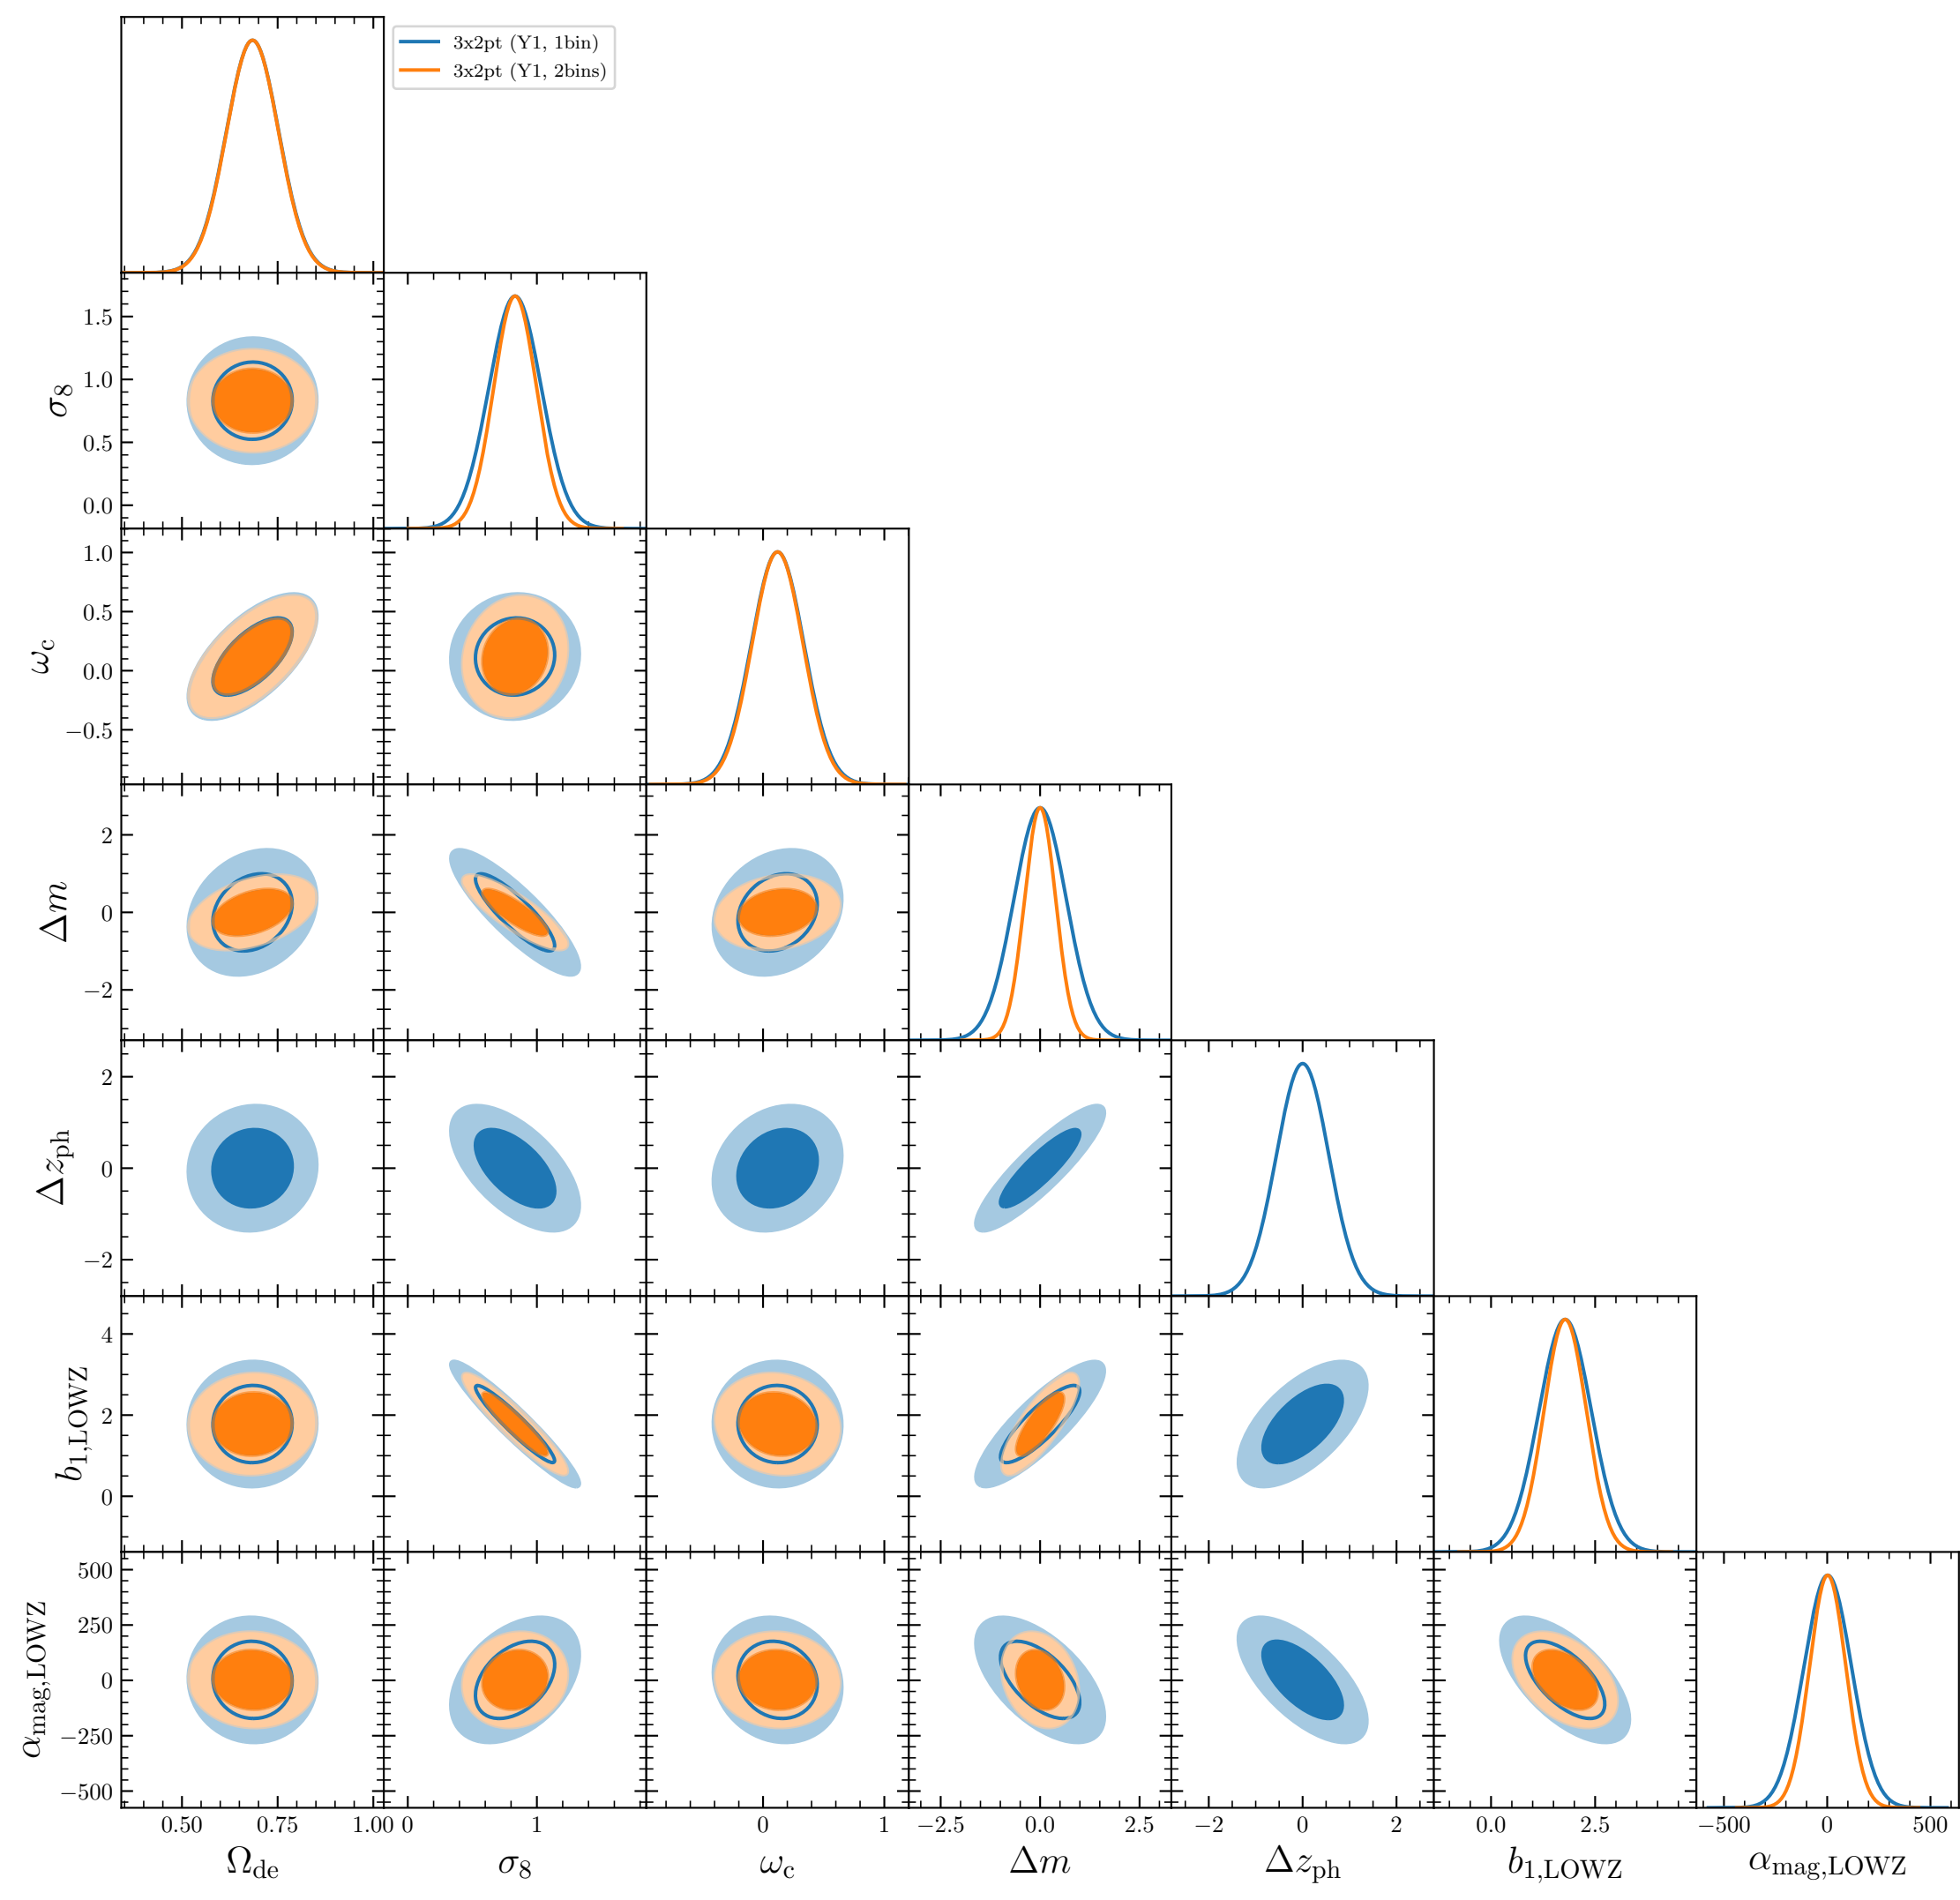 3x2pt (Y1, 1bin)
3x2pt (Y1, 2bins)
1.5
1.0
0.5
0.0
σ8
1.0
0.5
0.0
−0.5
ωc
2
0
−2
Δm
2
0
−2
Δzph
4
2
0
b1,LOWZ
500
250
0
−250
−500
αmag,LOWZ
0.50 0.75 1.00 0 1 0 1 −2.5 0.0 2.5 −2 0 2 0.0 2.5 −500 0 500
Ωde σ8 ωc Δm Δzph b1,LOWZ αmag,LOWZ